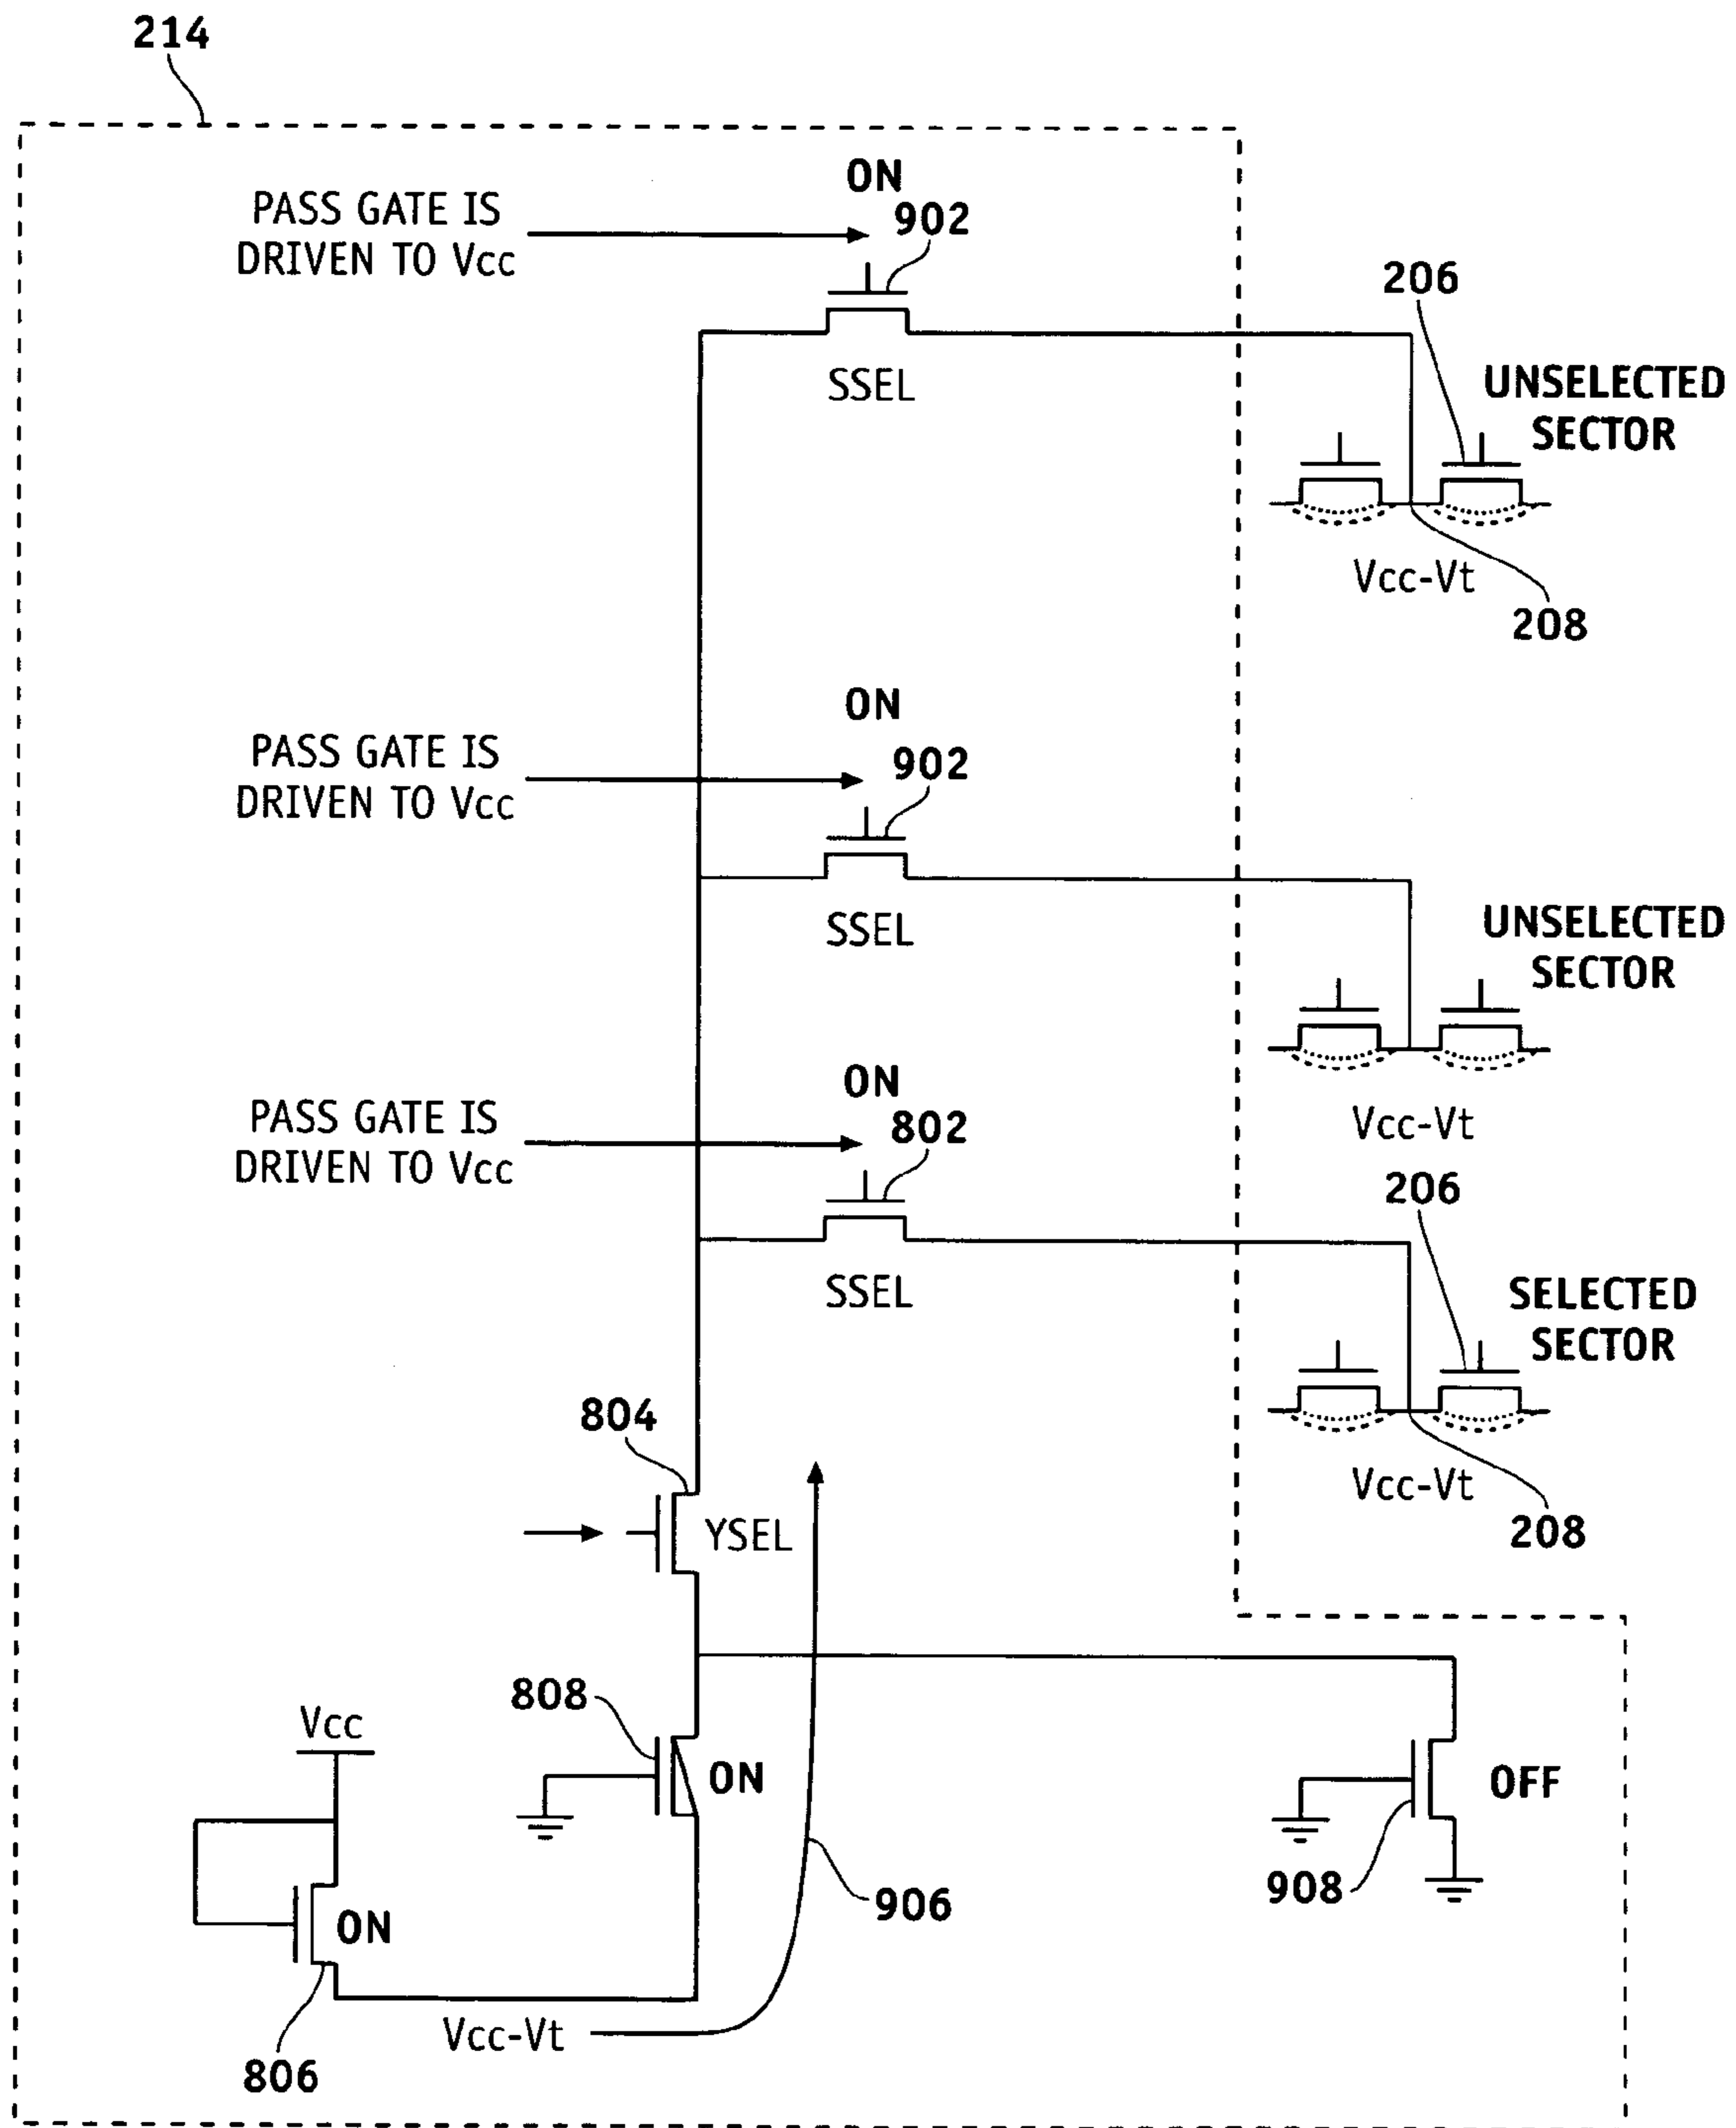 214
ON
PASS GATE IS
DRIVEN TO Vcc
902
206
SSEL
UNSELECTED
SECTOR
Vcc-Vt
208
ON
PASS GATE IS
DRIVEN TO Vcc
902
SSEL
UNSELECTED
SECTOR
ON
PASS GATE IS
DRIVEN TO Vcc
802
Vcc-Vt
206
SSEL
SELECTED
SECTOR
804
Vcc-Vt
YSEL
208
808
Vcc
ON
OFF
908
906
ON
Vcc-Vt
806